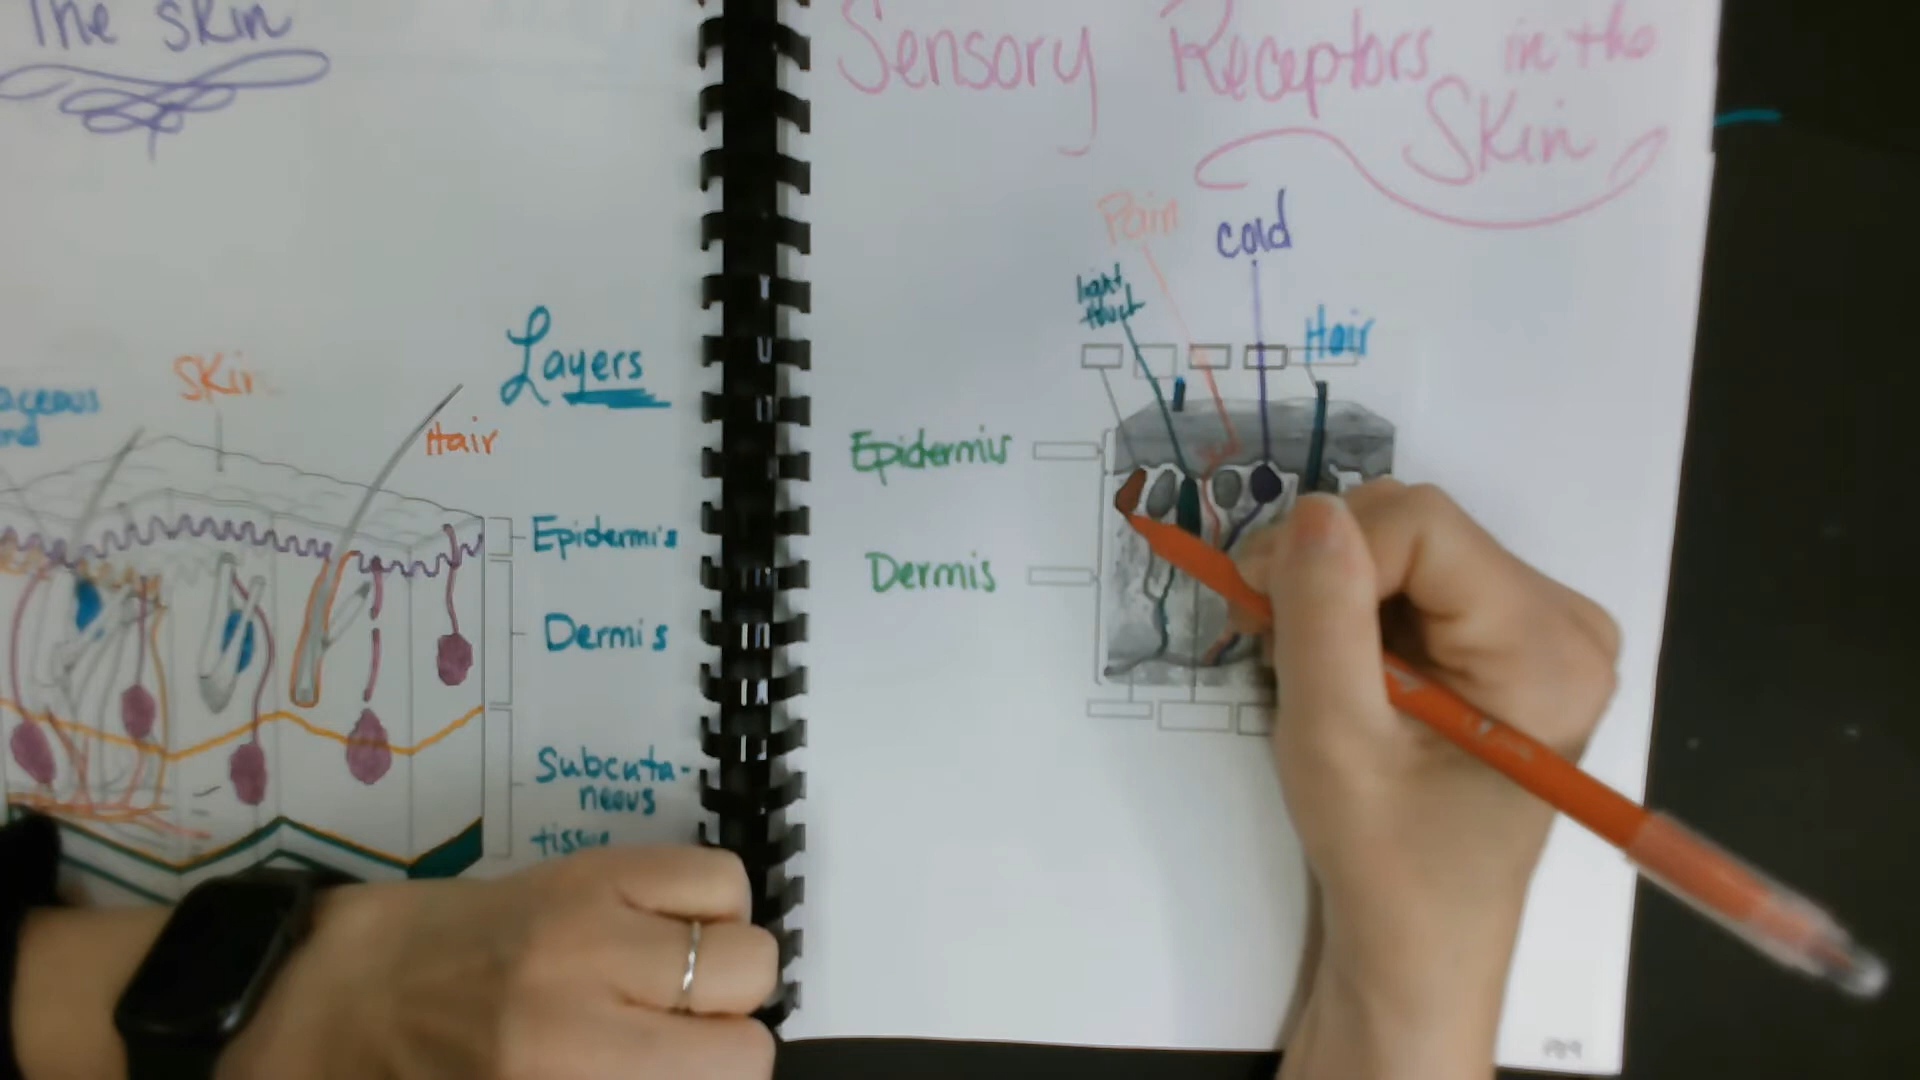 The Skin
Skin
Layers
Hair
Epidermis
Dermis
Subcuta-
neous
tissue
Sensory Receptors in the
Skin
Pain
cold
light
touch
Hair
Epidermis
Dermis